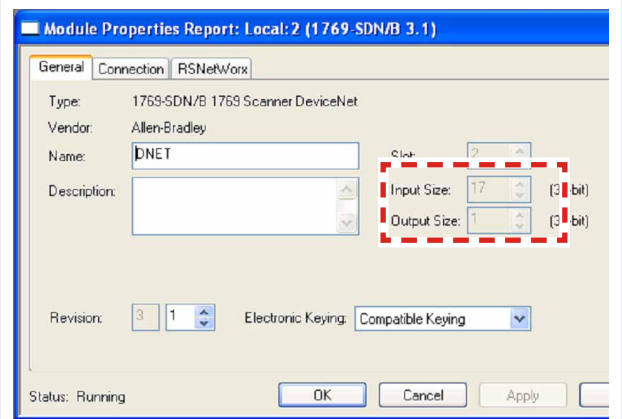 Module Properties Report: Local:2 (1769-SDN/B 3.1)
General Connection RSNetWorx
Type: 1769-SDN/B 1769 Scanner DeviceNet
Vendor: Allen-Bradley
Name: DNET Slot: 2
Description: Input Size: 17 -bit)
Output Size: 1 -bit)
Revision: 3 1 Electronic Keying: Compatible Keying
Status: Running OK Cancel Apply